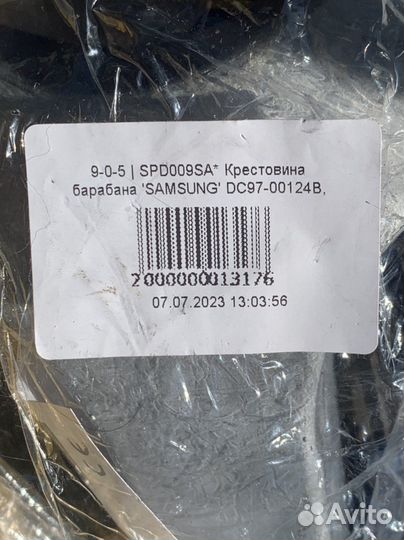 9-0-5 | SPD009SA* Крестовина
барабана 'SAMSUNG' DC97-00124B,
2000000013176
07.07.2023 13:03:56
Avito